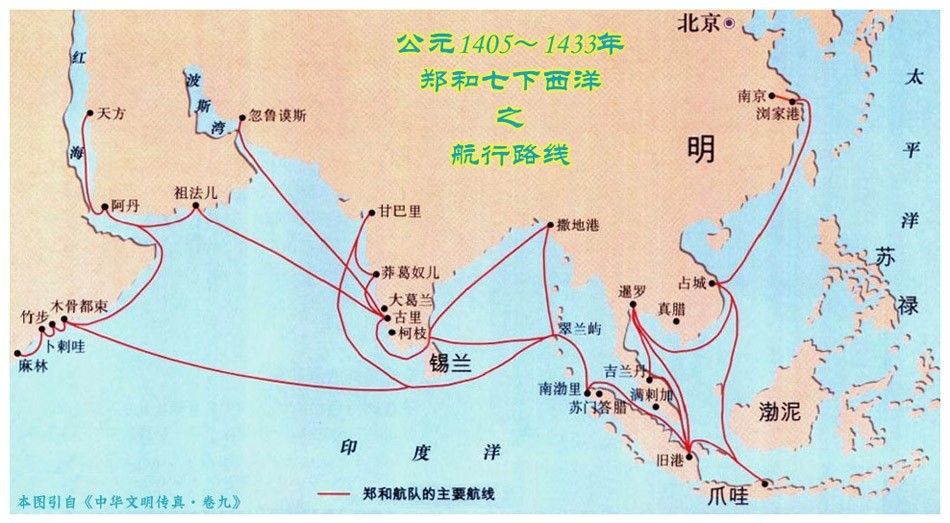 公元1405～1433年
郑和七下西洋
之
航行路线
北京
太平洋
红海
波斯湾
天方
忽鲁谟斯
南京
浏家港
明
阿丹
祖法儿
甘巴里
撒地港
莽葛奴儿
大葛兰
古里
柯枝
锡兰
木骨都束
竹步
卜剌哇
麻林
翠兰屿
暹罗
占城
真腊
苏禄
吉兰丹
满剌加
南渤里
苏门答腊
渤泥
旧港
爪哇
印度洋
郑和航队的主要航线
本图引自《中华文明传真·卷九》